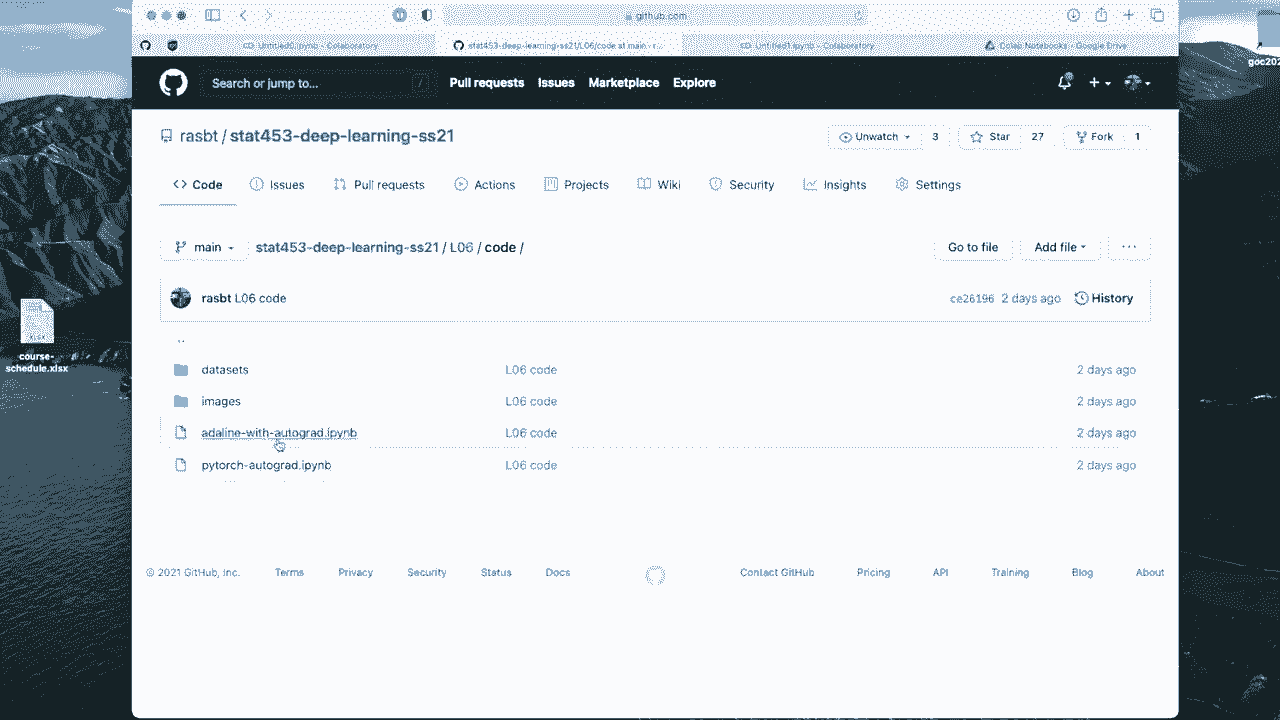 github.com
Untitled0.ipynb - Colaboratory
stat453-deep-learning-ss21/L06/code at main · r...
Untitled1.ipynb - Colaboratory
Google Drive
Search or jump to...
/
Pull requests
Issues
Marketplace
Explore
rasbt / stat453-deep-learning-ss21
Unwatch
3
Star
27
Fork
1
Code
Issues
Pull requests
Actions
Projects
Wiki
Security
Insights
Settings
main
stat453-deep-learning-ss21 / L06 / code /
Go to file
Add file
...
rasbt L06 code
ce26196 2 days ago
History
..
datasets
L06 code
2 days ago
images
L06 code
2 days ago
adaline-with-autograd.ipynb
L06 code
2 days ago
pytorch-autograd.ipynb
L06 code
2 days ago
© 2021 GitHub, Inc.
Terms
Privacy
Security
Status
Docs
Contact GitHub
Pricing
API
Training
Blog
About
course-
schedule.xlsx